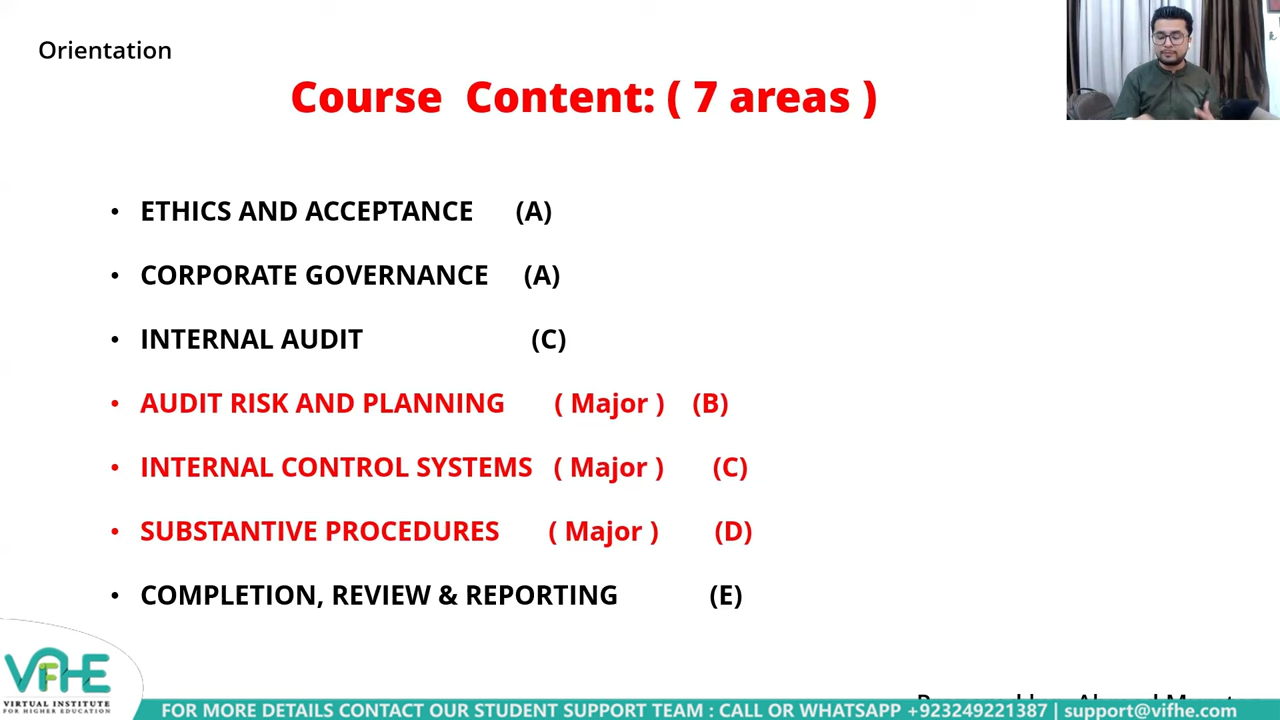 Orientation
Course Content: ( 7 areas )
• ETHICS AND ACCEPTANCE (A)
• CORPORATE GOVERNANCE (A)
• INTERNAL AUDIT (C)
• AUDIT RISK AND PLANNING ( Major ) (B)
• INTERNAL CONTROL SYSTEMS ( Major ) (C)
• SUBSTANTIVE PROCEDURES ( Major ) (D)
• COMPLETION, REVIEW & REPORTING (E)
VFHE
VIRTUAL INSTITUTE
FOR HIGHER EDUCATION
FOR MORE DETAILS CONTACT OUR STUDENT SUPPORT TEAM : CALL OR WHATSAPP +923249221387 | support@vifhe.com